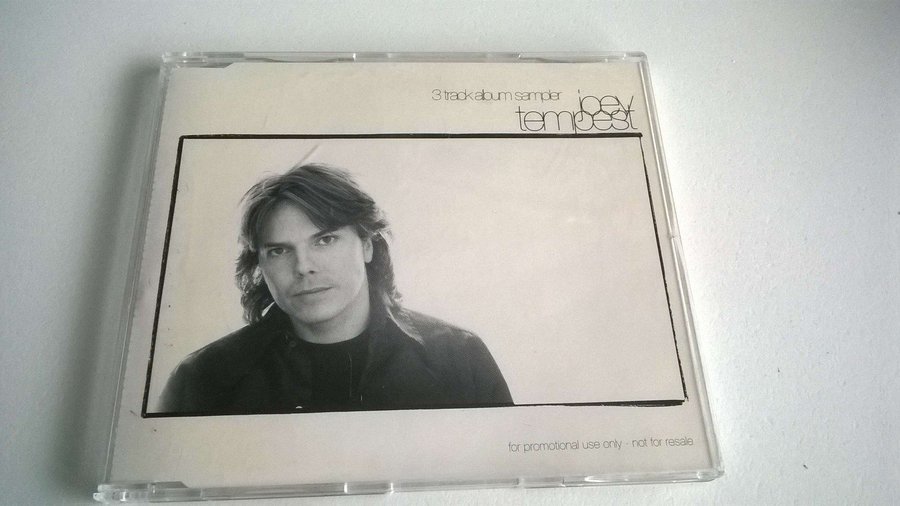 3 track album sampler
joey
tempest
for promotional use only - not for resale